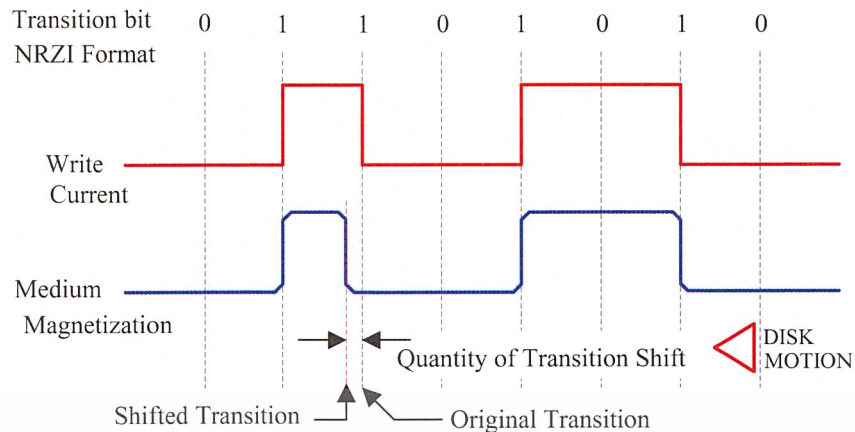 Transition bit 0 1 1 0 1 0 1 0
NRZI Format
Write
Current
Medium
Magnetization
Quantity of Transition Shift
DISK
MOTION
Shifted Transition
Original Transition